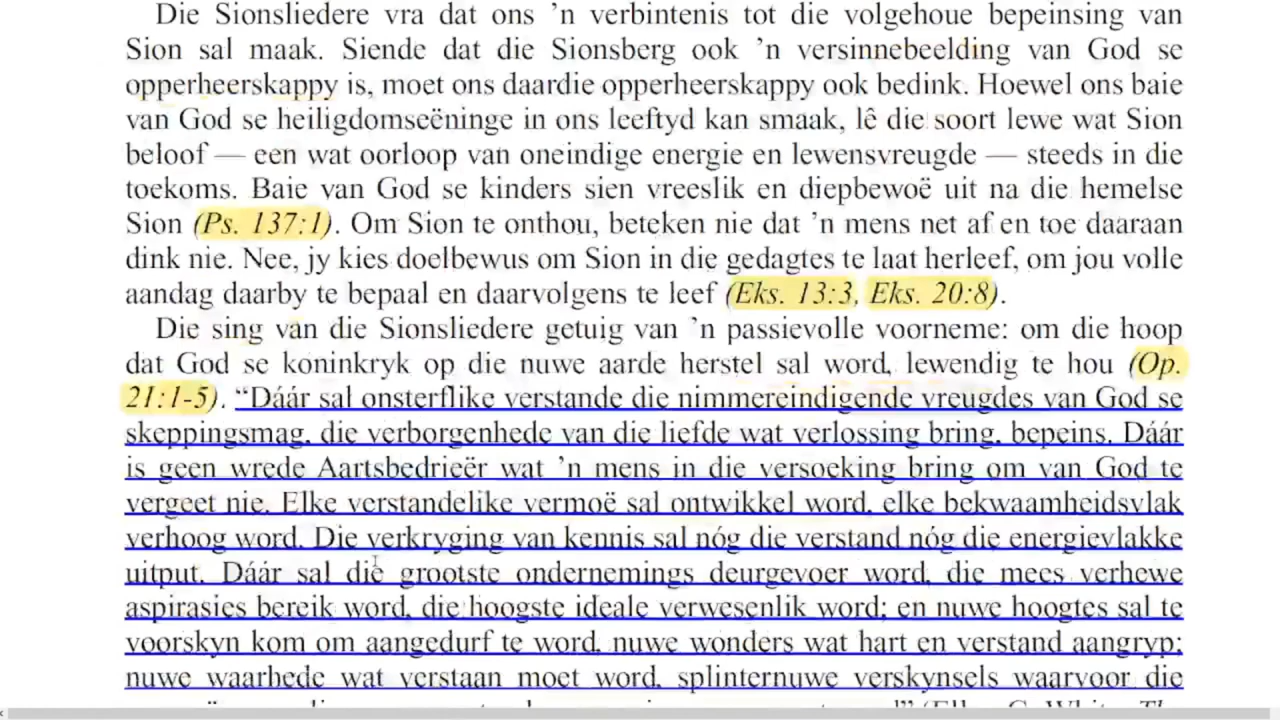 Die Sionsliedere vra dat ons ’n verbintenis tot die volgehoue bepeinsing van
Sion sal maak. Siende dat die Sionsberg ook ’n versinnebeelding van God se
opperheerskappy is, moet ons daardie opperheerskappy ook bedink. Hoewel ons baie
van God se heiligdomseëninge in ons leeftyd kan smaak, lê die soort lewe wat Sion
beloof — een wat oorloop van oneindige energie en lewensvreugde — steeds in die
toekoms. Baie van God se kinders sien vreeslik en diepbewoë uit na die hemelse
Sion (Ps. 137:1). Om Sion te onthou, beteken nie dat ’n mens net af en toe daaraan
dink nie. Nee, jy kies doelbewus om Sion in die gedagtes te laat herleef, om jou volle
aandag daarby te bepaal en daarvolgens te leef (Eks. 13:3, Eks. 20:8).
Die sing van die Sionsliedere getuig van ’n passievolle voorneme: om die hoop
dat God se koninkryk op die nuwe aarde herstel sal word, lewendig te hou (Op.
21:1-5). “Dáár sal onsterflike verstande die nimmereindigende vreugdes van God se
skeppingsmag, die verborgenhede van die liefde wat verlossing bring, bepeins. Dáár
is geen wrede Aartsbedrieër wat ’n mens in die versoeking bring om van God te
vergeet nie. Elke verstandelike vermoë sal ontwikkel word, elke bekwaamheidsvlak
verhoog word. Die verkryging van kennis sal nóg die verstand nóg die energievlakke
uitput. Dáár sal die grootste ondernemings deurgevoer word, die mees verhewe
aspirasies bereik word, die hoogste ideale verwesenlik word; en nuwe hoogtes sal te
voorskyn kom om aangedurf te word, nuwe wonders wat hart en verstand aangryp;
nuwe waarhede wat verstaan moet word, splinternuwe verskynsels waarvoor die